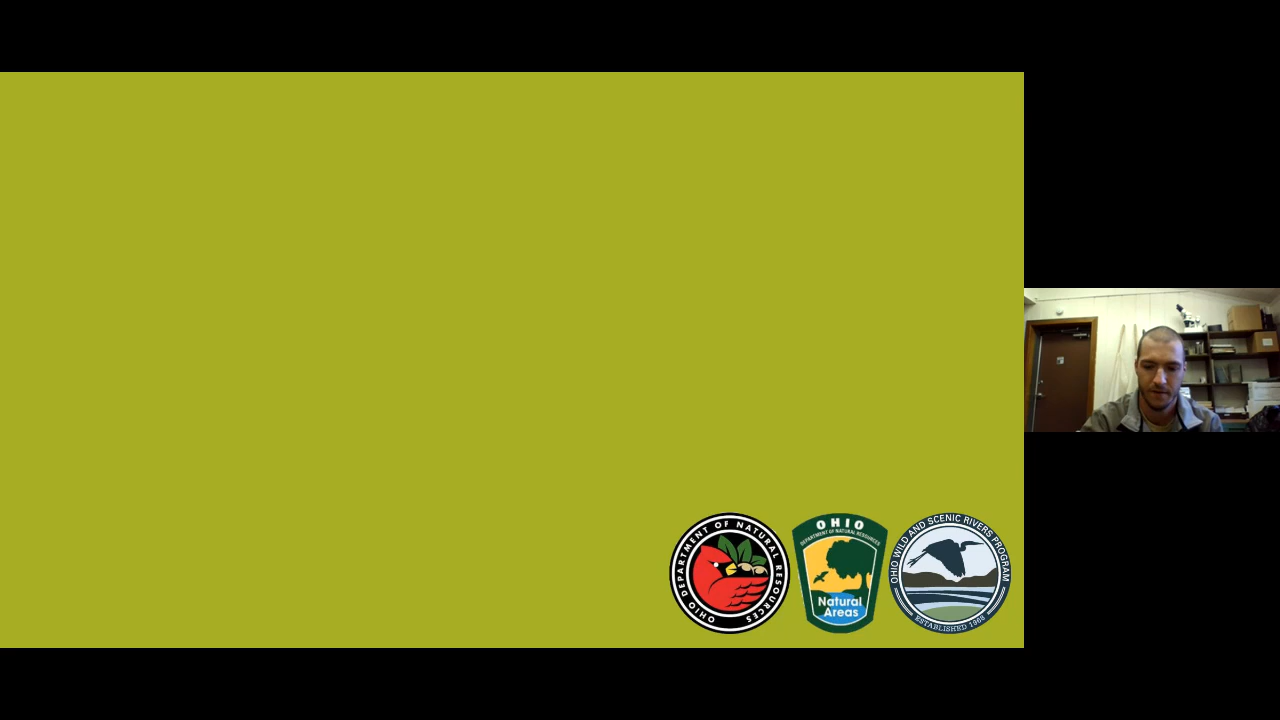 OHIO DEPARTMENT OF NATURAL RESOURCES
OHIO
DEPARTMENT OF NATURAL RESOURCES
Natural
Areas
OHIO WILD AND SCENIC RIVERS PROGRAM
ESTABLISHED 1968